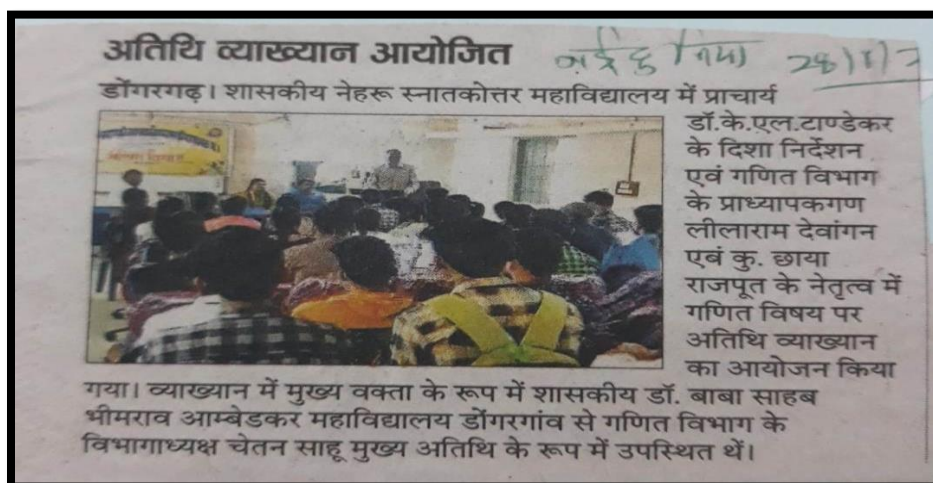 अतिथि व्याख्यान आयोजित
नई दुनिया
डोंगरगढ़। शासकीय नेहरू स्नातकोत्तर महाविद्यालय में प्राचार्य
डॉ.के.एल.टाण्डेकर
के दिशा निर्देशन
एवं गणित विभाग
के प्राध्यापकगण
लीलाराम देवांगन
एवं कु. छाया
राजपूत के नेतृत्व में
गणित विषय पर
अतिथि व्याख्यान
का आयोजन किया
गया। व्याख्यान में मुख्य वक्ता के रूप में शासकीय डॉ. बाबा साहब
भीमराव आम्बेडकर महाविद्यालय डोंगरगांव से गणित विभाग के
विभागाध्यक्ष चेतन साहू मुख्य अतिथि के रूप में उपस्थित थें।